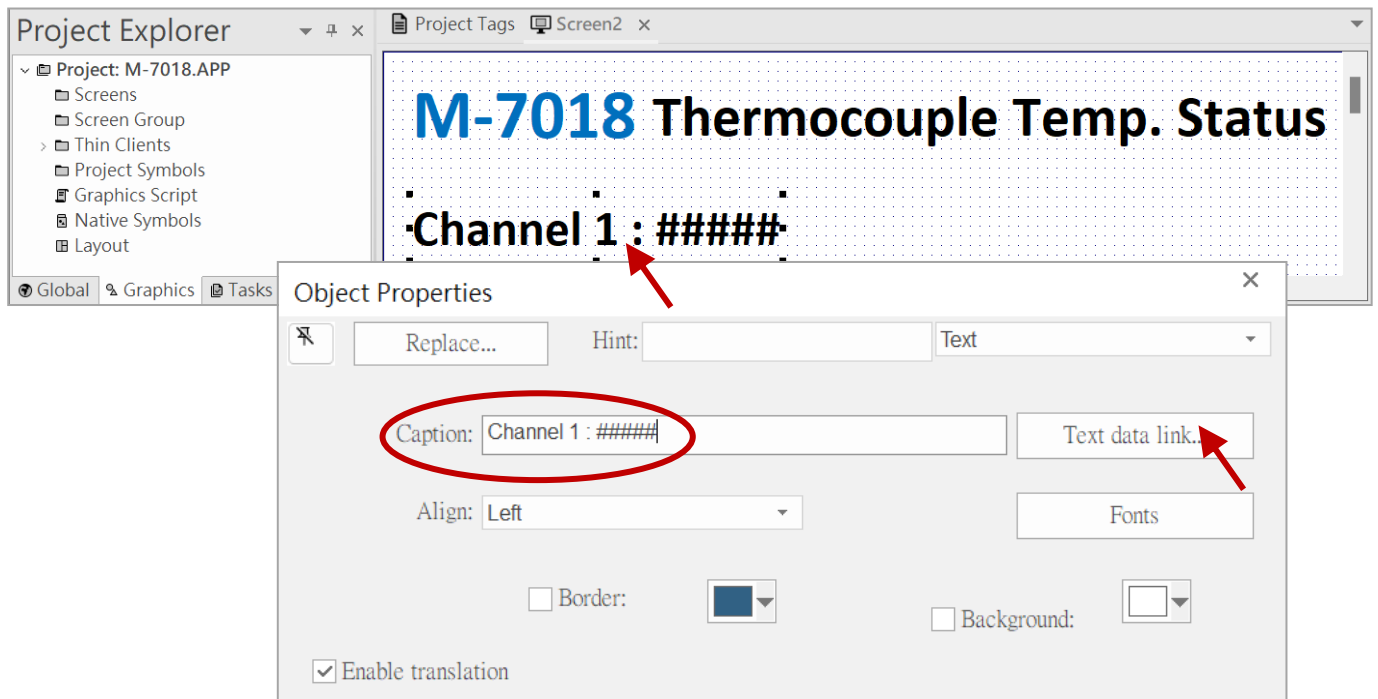 Project Explorer
Project: M-7018.APP
Screens
Screen Group
Thin Clients
Project Symbols
Graphics Script
Native Symbols
Layout
Global Graphics Tasks
Project Tags Screen2
M-7018 Thermocouple Temp. Status
Channel 1 : #####
Object Properties
Replace... Hint: Text
Caption: Channel 1 : ##### Text data link..
Align: Left Fonts
Border: Background:
Enable translation